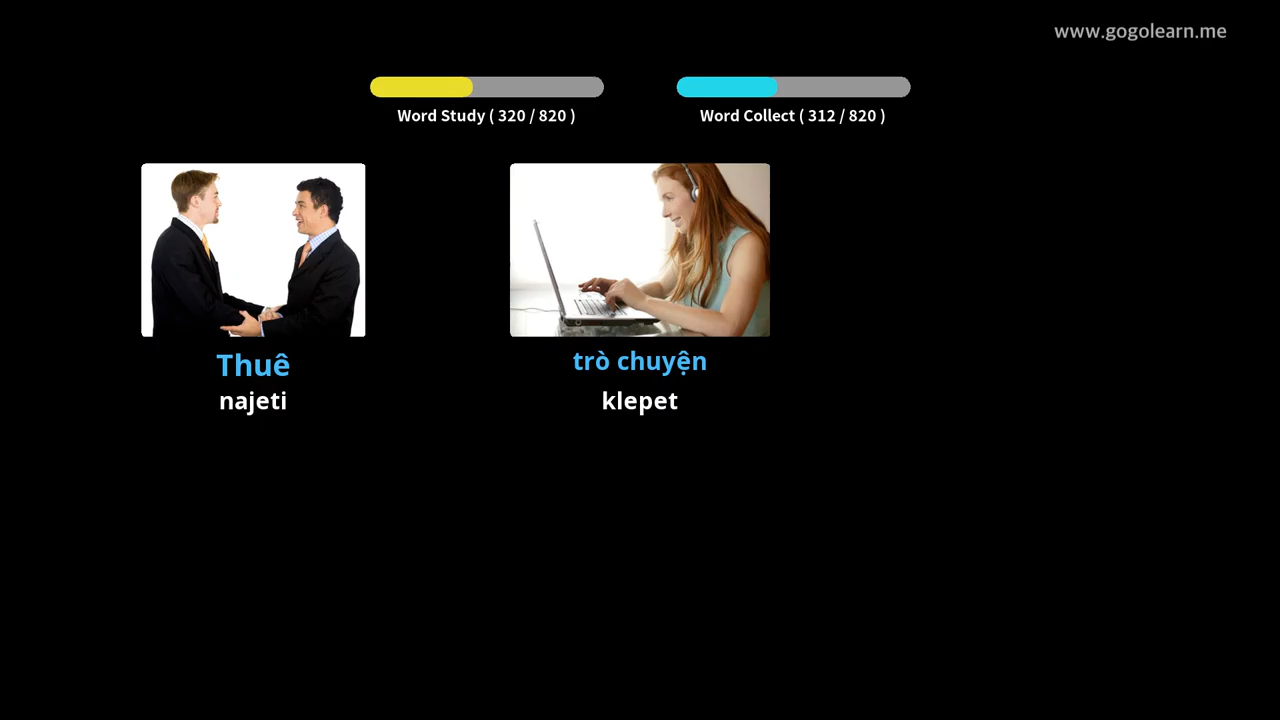 www.gogolearn.me
Word Study ( 320 / 820 )
Word Collect ( 312 / 820 )
Thuê
najeti
trò chuyện
klepet